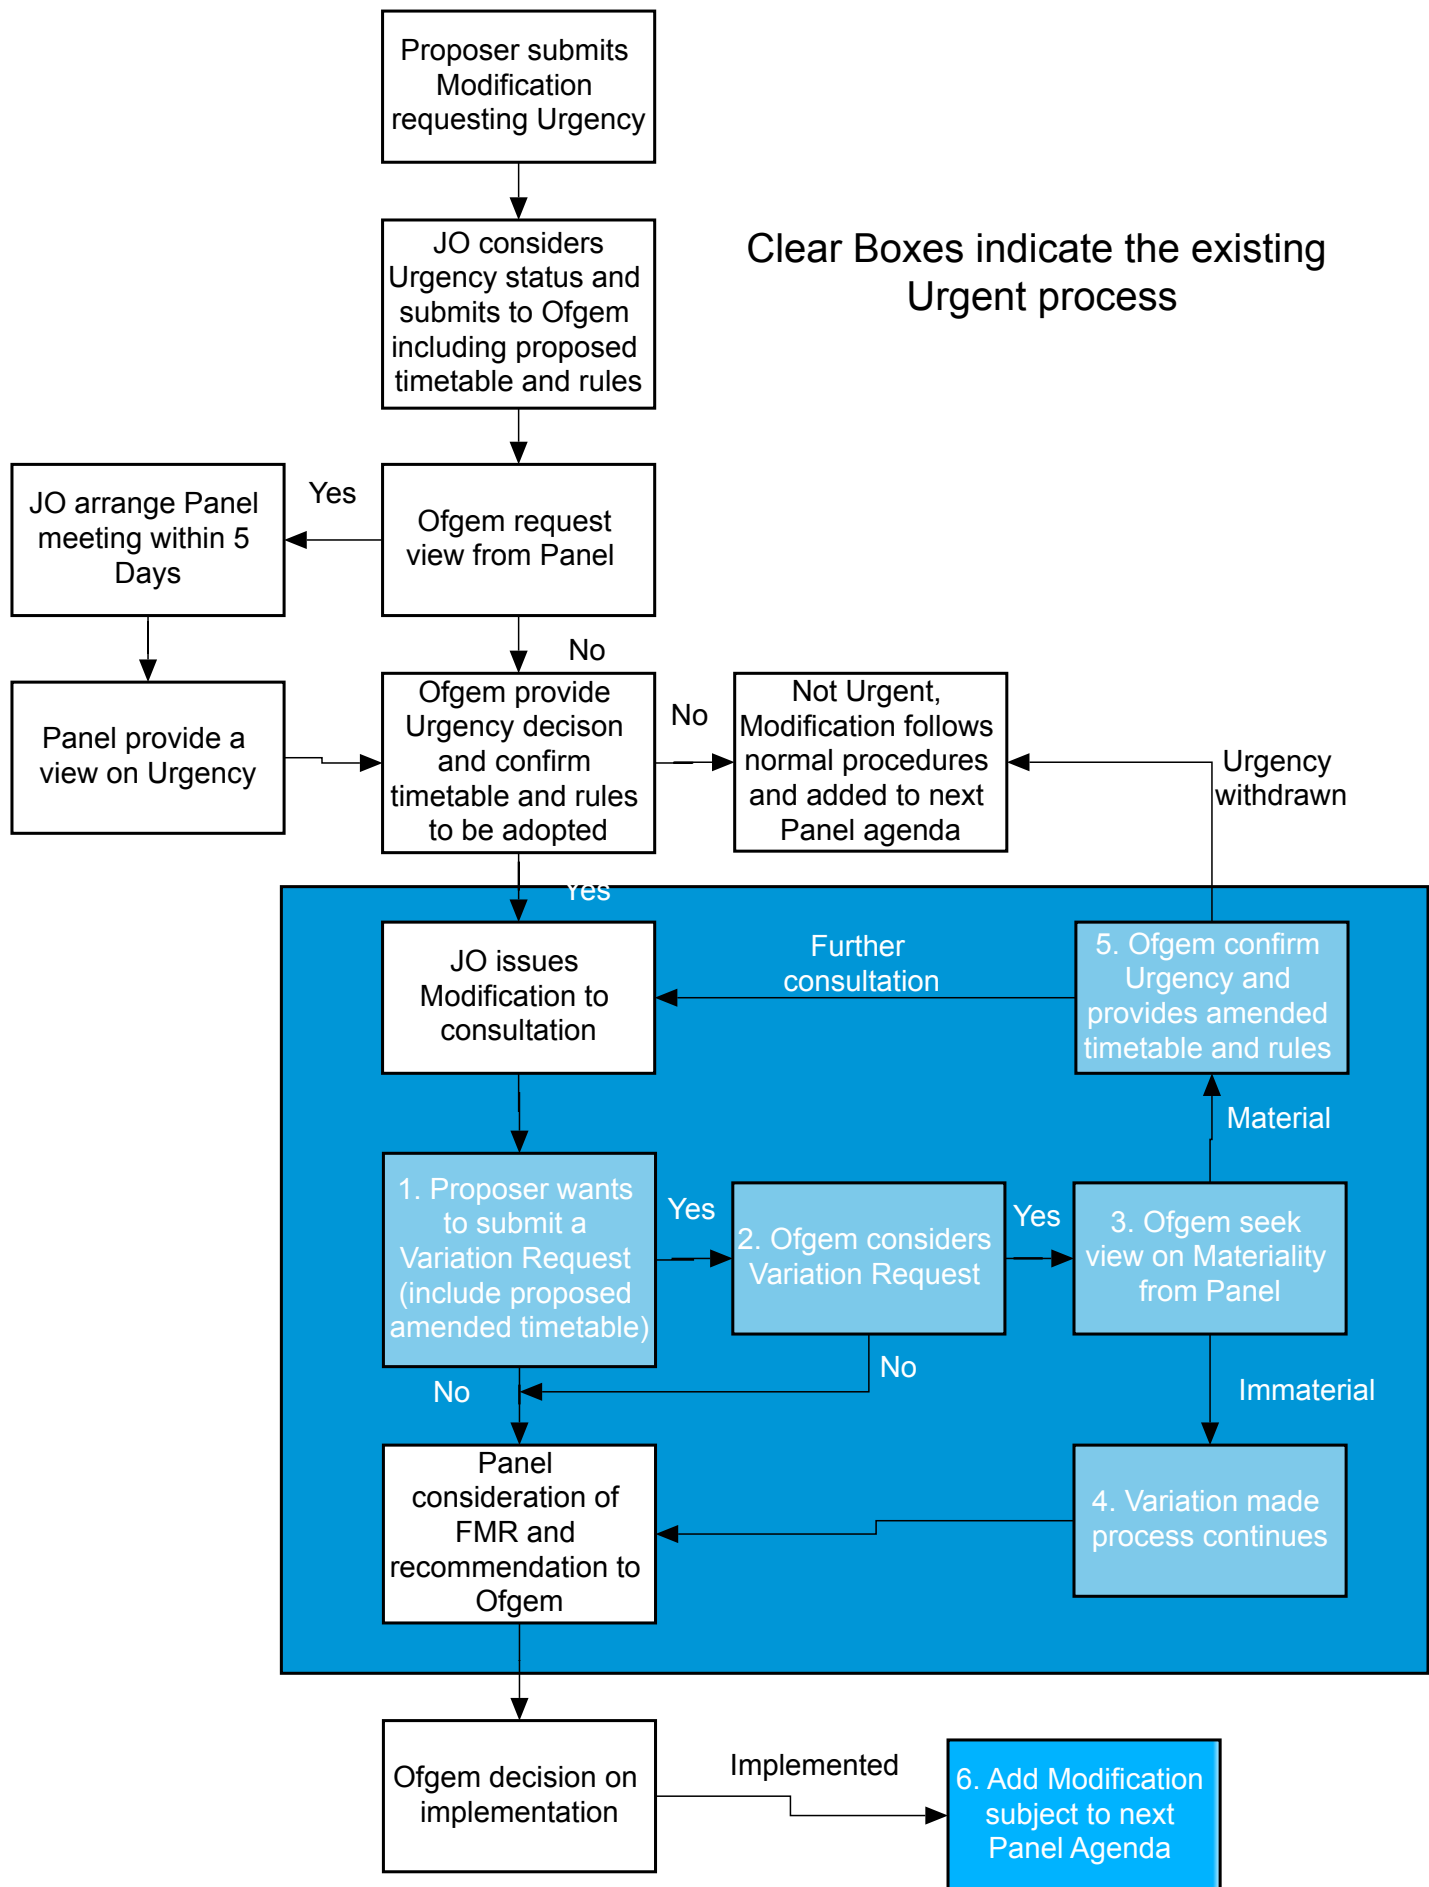 Proposer submits
Modification
requesting Urgency
JO considers
Urgency status and
submits to Ofgem
including proposed
timetable and rules
Clear Boxes indicate the existing
Urgent process
JO arrange Panel
meeting within 5
Days
Yes
Ofgem request
view from Panel
No
Panel provide a
view on Urgency
Ofgem provide
Urgency decison
and confirm
timetable and rules
to be adopted
No
Not Urgent,
Modification follows
normal procedures
and added to next
Panel agenda
Urgency
withdrawn
Yes
JO issues
Modification to
consultation
Further
consultation
5. Ofgem confirm
Urgency and
provides amended
timetable and rules
Material
1. Proposer wants
to submit a
Variation Request
(include proposed
amended timetable)
Yes
2. Ofgem considers
Variation Request
Yes
3. Ofgem seek
view on Materiality
from Panel
No
No
Immaterial
Panel
consideration of
FMR and
recommendation to
Ofgem
4. Variation made
process continues
Ofgem decision on
implementation
Implemented
6. Add Modification
subject to next
Panel Agenda